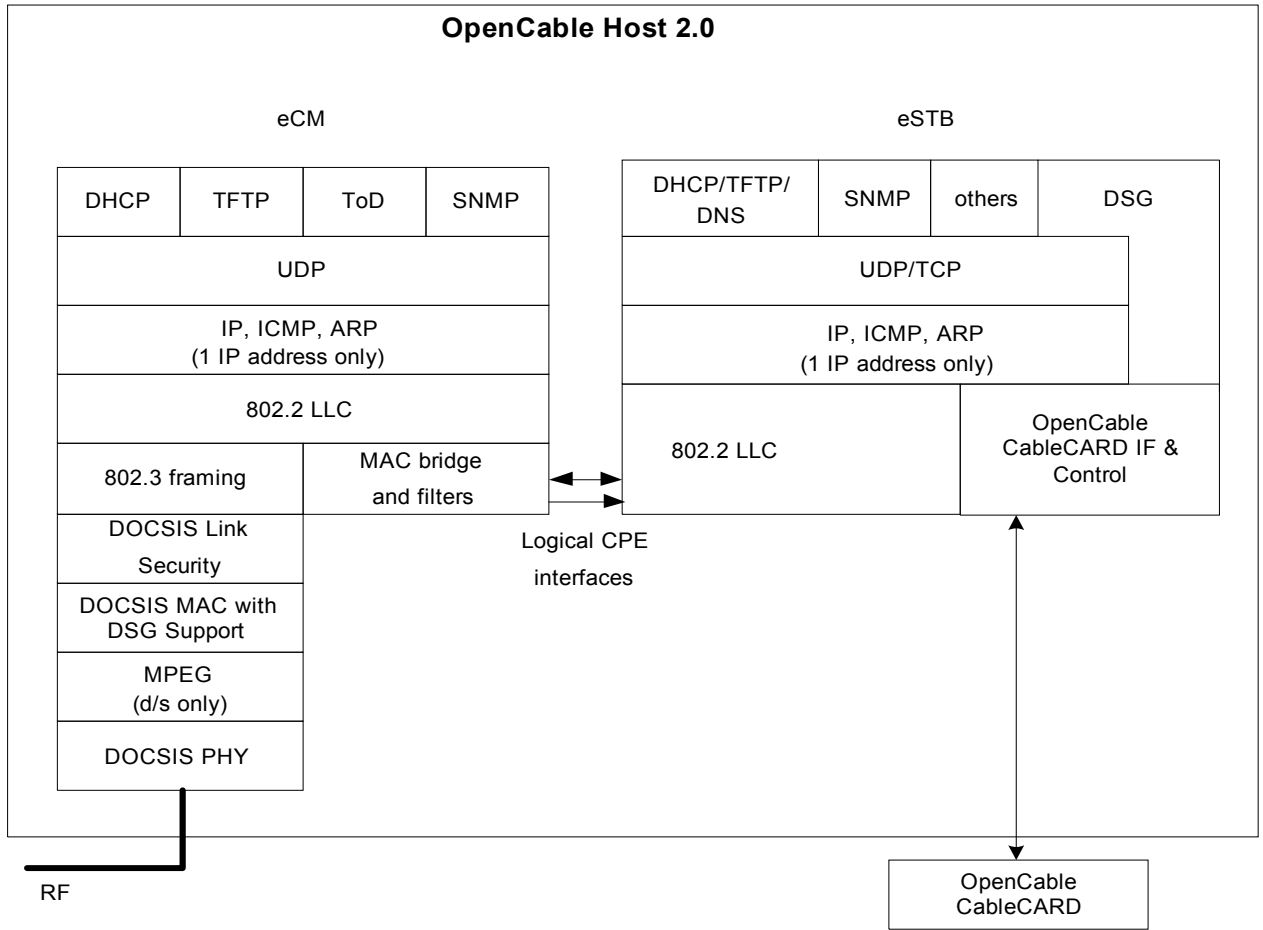 OpenCable Host 2.0
eCM
eSTB
DHCP
TFTP
ToD
SNMP
UDP
IP, ICMP, ARP
(1 IP address only)
802.2 LLC
802.3 framing
MAC bridge
and filters
DOCSIS Link
Security
DOCSIS MAC with
DSG Support
MPEG
(d/s only)
DOCSIS PHY
RF
Logical CPE
interfaces
DHCP/TFTP/
DNS
SNMP
others
DSG
UDP/TCP
IP, ICMP, ARP
(1 IP address only)
802.2 LLC
OpenCable
CableCARD IF &
Control
OpenCable
CableCARD